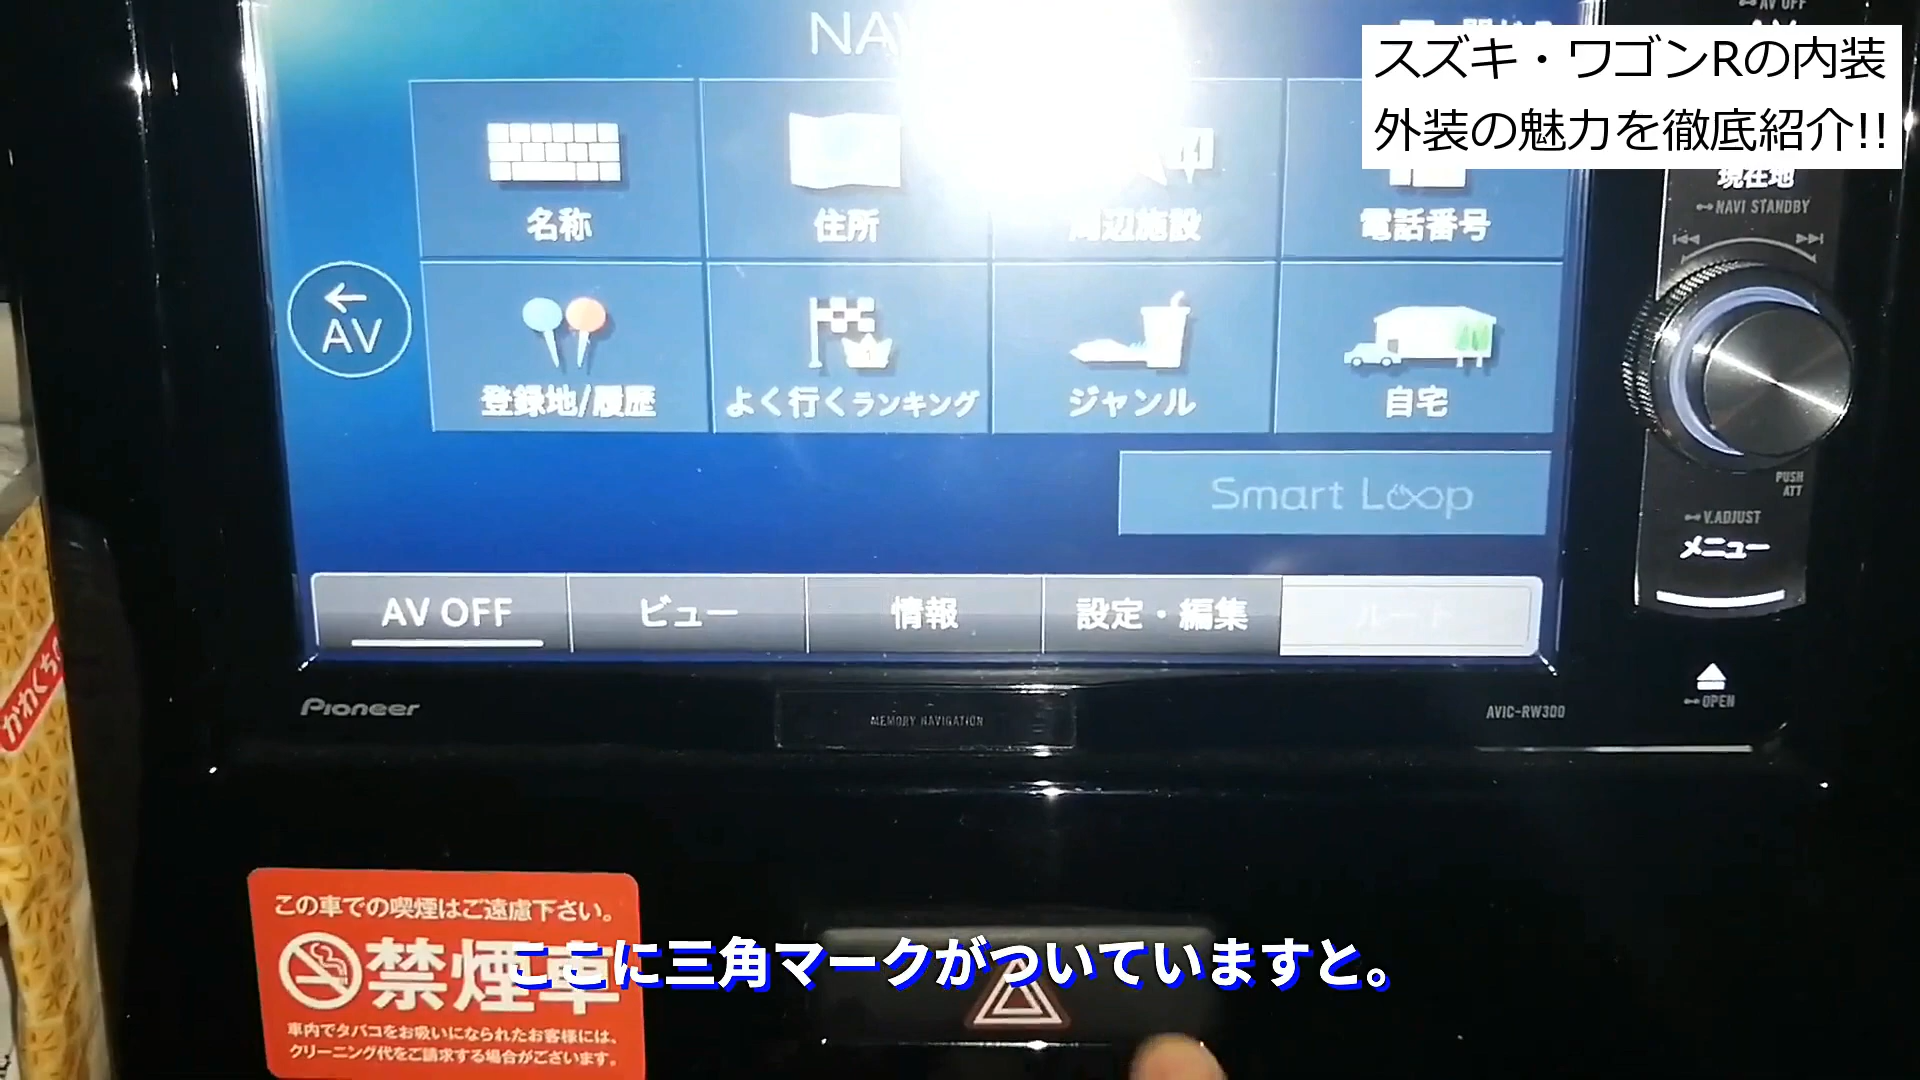 スズキ・ワゴンRの内装
外装の魅力を徹底紹介!!
AV OFF
名称
住所
周辺施設
電話番号
現在地
NAVI STANDBY
AV
登録地/履歴
よく行くランキング
ジャンル
自宅
PUSH
ATT
Smart Loop
V.ADJUST
メニュー
AV OFF
ビュー
情報
設定・編集
ルート
OPEN
Pioneer
MEMORY NAVIGATION
AVIC-RW300
かわくち
この車での喫煙はご遠慮下さい。
禁煙車
ここに三角マークがついていますと。
車内でタバコをお吸いになられたお客様には、
クリーニング代をご請求する場合がございます。